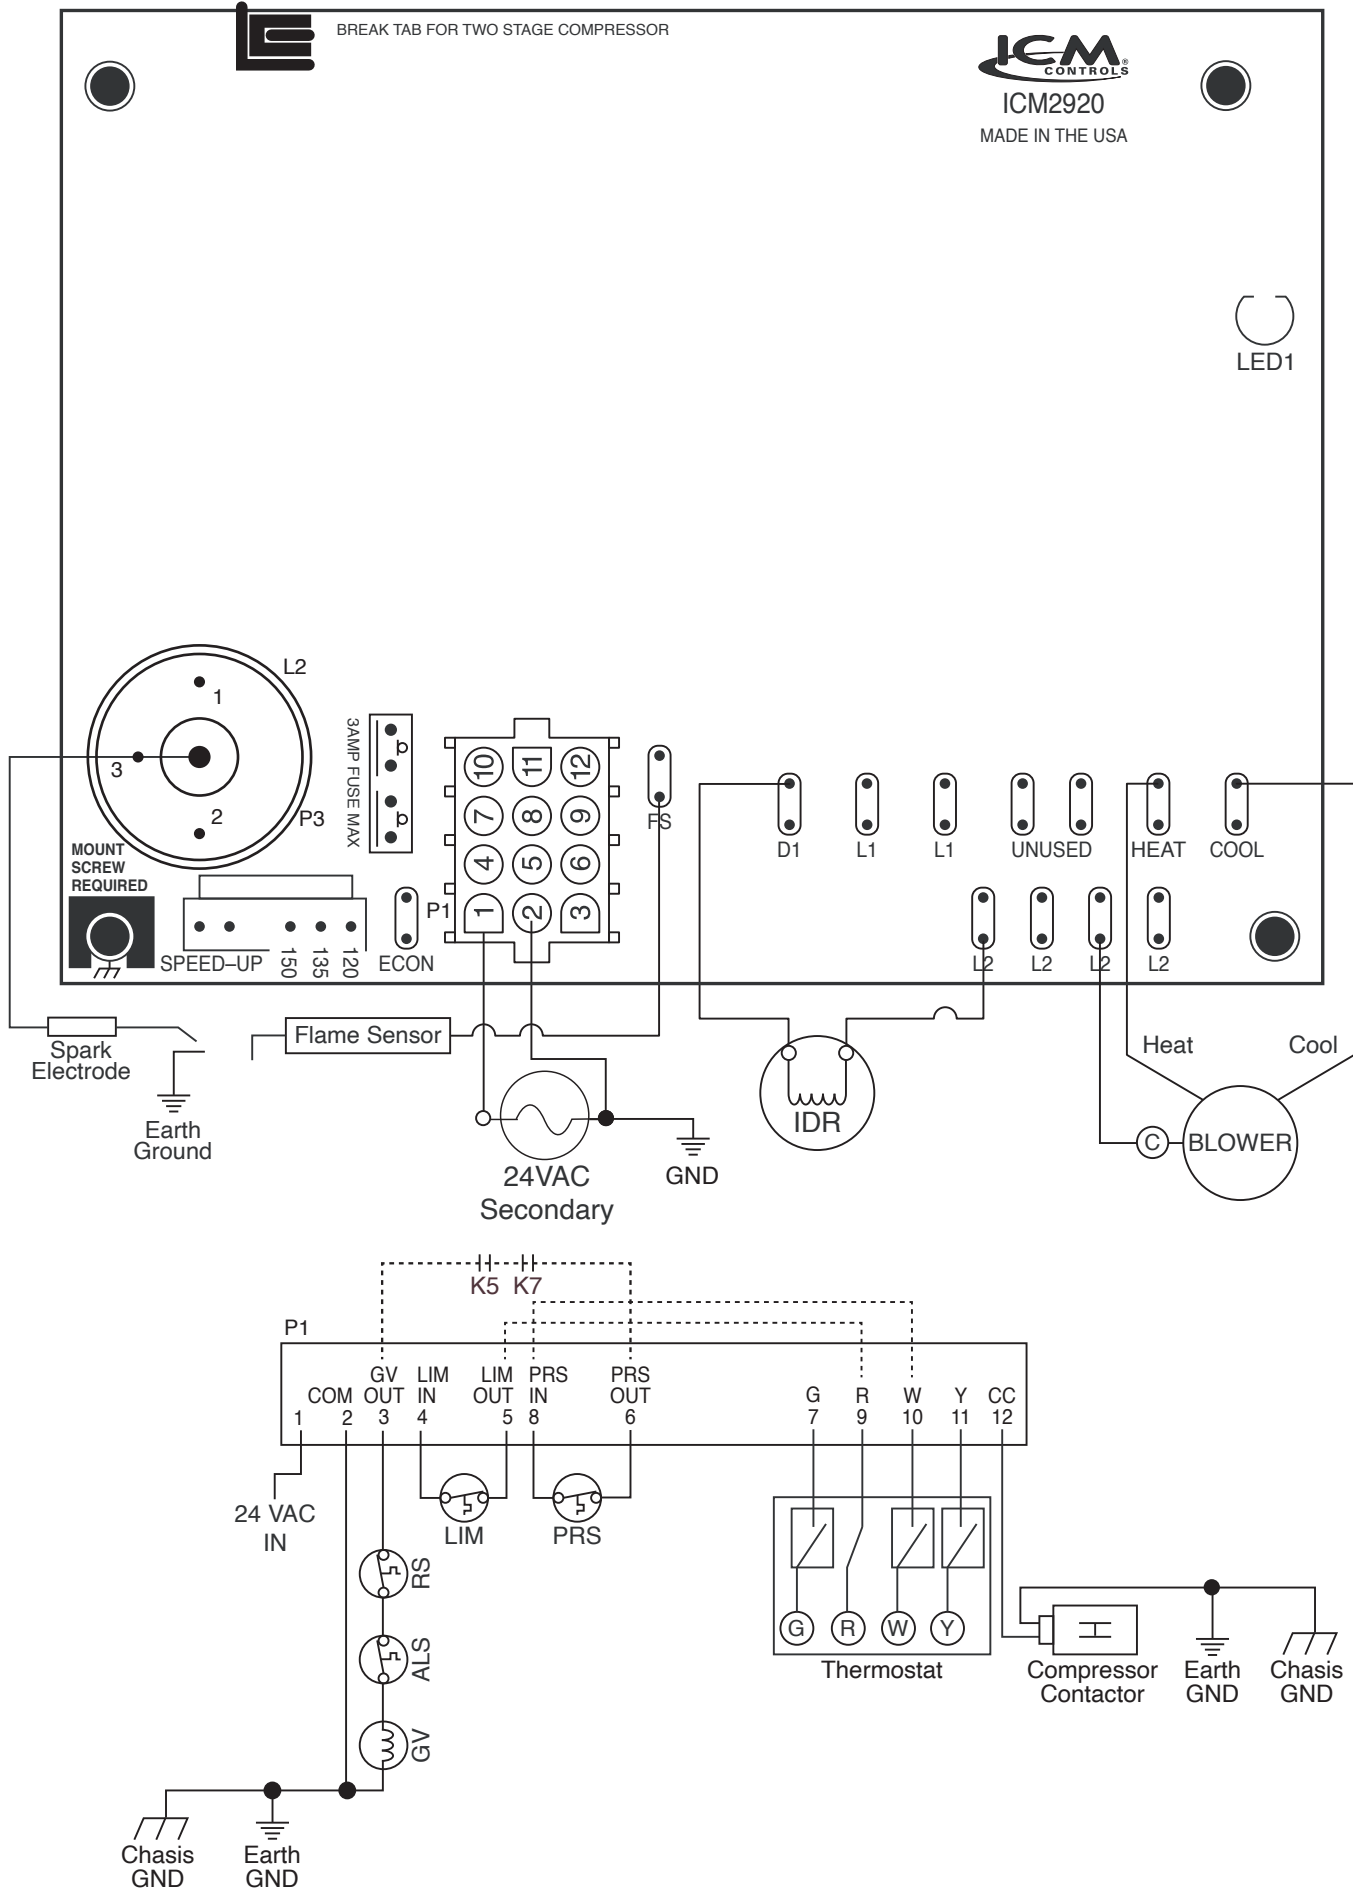 BREAK TAB FOR TWO STAGE COMPRESSOR
ICM®
CONTROLS
ICM2920
MADE IN THE USA
LED1
L2
1
3
2
P3
3AMP FUSE MAX
10 11 12
7 8 9
4 5 6
1 2 3
P1
FS
D1 L1 L1 UNUSED HEAT COOL
L2 L2 L2 L2
MOUNT
SCREW
REQUIRED
SPEED–UP 150 135 120 ECON
Spark
Electrode
Earth
Ground
Flame Sensor
24VAC
Secondary
GND
IDR
Heat
Cool
C
BLOWER
K5 K7
P1
1
COM
2
GV
OUT
3
LIM
IN
4
LIM
OUT
5
PRS
IN
8
PRS
OUT
6
G
7
R
9
W
10
Y
11
CC
12
24 VAC
IN
LIM
PRS
RS
ALS
GV
G R W Y
Thermostat
Compressor
Contactor
Earth
GND
Chasis
GND
Chasis
GND
Earth
GND